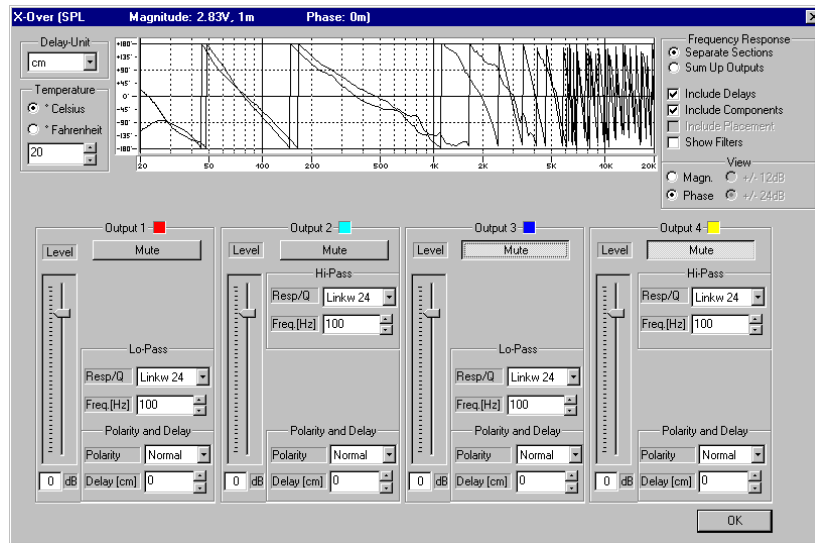 X-Over (SPL Magnitude: 2.83V, 1m Phase: 0m)
Delay-Unit
cm
Temperature
° Celsius
° Fahrenheit
20
+180°
+135°
+90°
+45°
0°
-45°
-90°
-135°
-180°
20 50 100 200 500 1K 2K 5K 10K 20K
Frequency Response
Separate Sections
Sum Up Outputs
Include Delays
Include Components
Include Placement
Show Filters
View
Magn. +/- 12dB
Phase +/- 24dB
Output 1
Level
Mute
Lo-Pass
Resp/Q Linkw 24
Freq.[Hz] 100
Polarity and Delay
Polarity Normal
0 dB Delay [cm] 0
Output 2
Level
Mute
Hi-Pass
Resp/Q Linkw 24
Freq.[Hz] 100
Polarity and Delay
Polarity Normal
0 dB Delay [cm] 0
Output 3
Level
Mute
Lo-Pass
Resp/Q Linkw 24
Freq.[Hz] 100
Polarity and Delay
Polarity Normal
0 dB Delay [cm] 0
Output 4
Level
Mute
Hi-Pass
Resp/Q Linkw 24
Freq.[Hz] 100
Polarity and Delay
Polarity Normal
0 dB Delay [cm] 0
OK